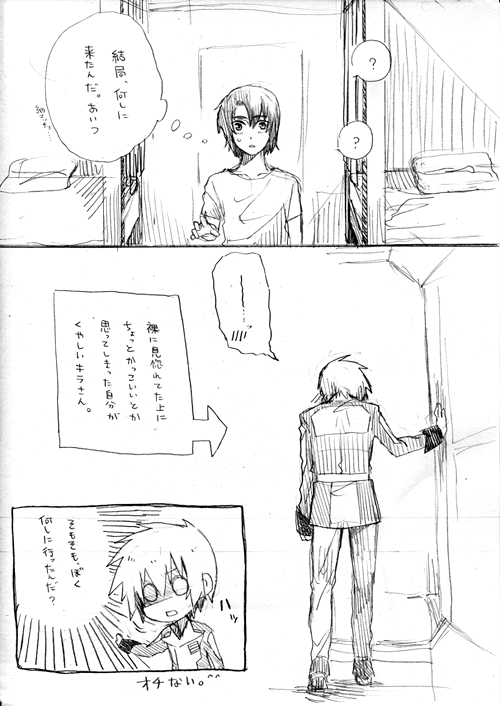 ？
？
結局、何しに
来たんだ。あいつ
………ッ
裸に見惚れてた上に
ちょっとかっこいいとか
思ってしまった自分が
くやしいキラさん。
そもそも、ぼく
何しに行ったんだ？
ハッ
オチない。^^